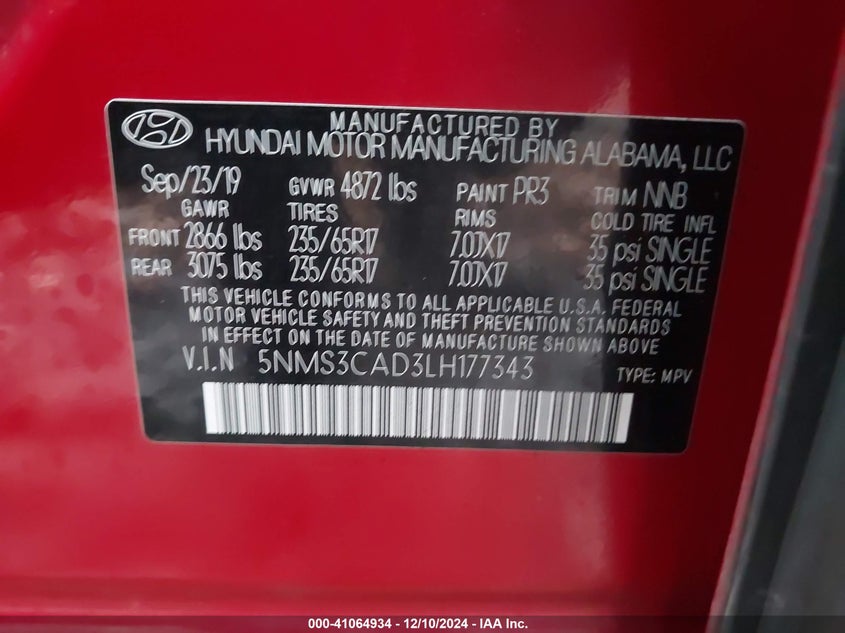 MANUFACTURED BY
HYUNDAI MOTOR MANUFACTURING ALABAMA, LLC
Sep/23/19 GVWR 4872 lbs PAINT PR3 TRIM NNB
GAWR TIRES RIMS COLD TIRE INFL
FRONT 2866 lbs 235/65R17 7.0JX17 35 psi SINGLE
REAR 3075 lbs 235/65R17 7.0JX17 35 psi SINGLE
THIS VEHICLE CONFORMS TO ALL APPLICABLE U.S.A. FEDERAL
MOTOR VEHICLE SAFETY AND THEFT PREVENTION STANDARDS
IN EFFECT ON THE DATE OF MANUFACTURE SHOWN ABOVE
V.I.N 5NMS3CAD3LH177343 TYPE: MPV
000-41064934 - 12/10/2024 - IAA Inc.